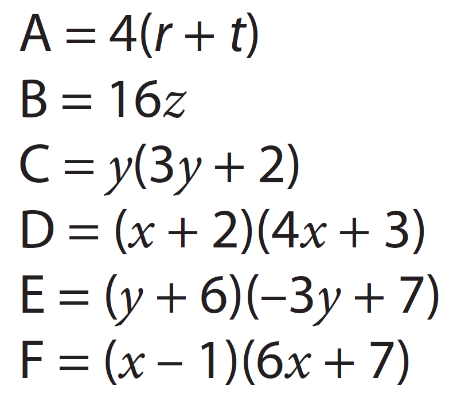 A = 4(r + t)
B = 16z
C = y(3y + 2)
D = (x + 2)(4x + 3)
E = (y + 6)(–3y + 7)
F = (x – 1)(6x + 7)